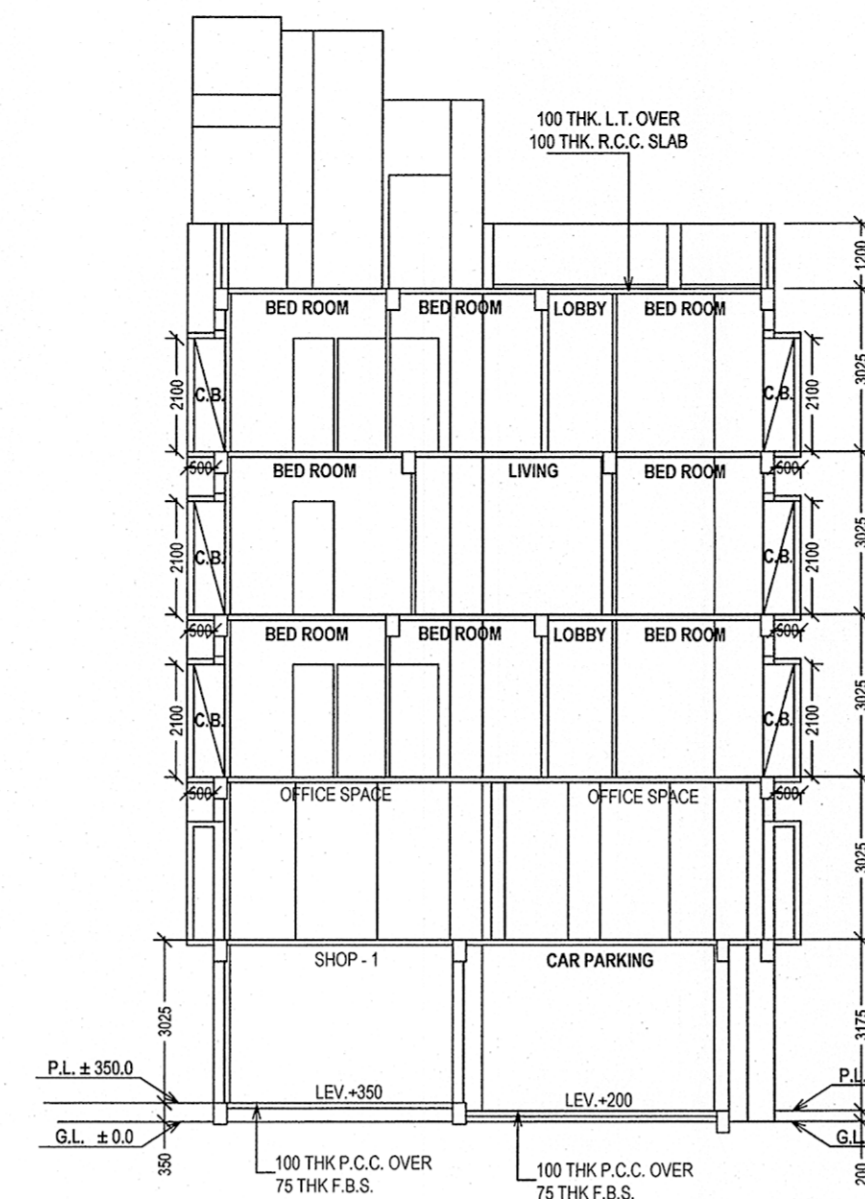 100 THK. L.T. OVER
100 THK. R.C.C. SLAB
1200
BED ROOM BED ROOM LOBBY BED ROOM
3025
2100 C.B. C.B. 2100
500 BED ROOM LIVING BED ROOM 500
3025
2100 C.B. C.B. 2100
500 BED ROOM BED ROOM LOBBY BED ROOM 500
3025
2100 C.B. C.B. 2100
500 OFFICE SPACE OFFICE SPACE 500
3025
SHOP - 1 CAR PARKING
3025 3175
P.L. ± 350.0 LEV.+350 LEV.+200 P.L.
G.L. ± 0.0 G.L.
350 200
100 THK P.C.C. OVER
75 THK F.B.S.
100 THK P.C.C. OVER
75 THK F.B.S.